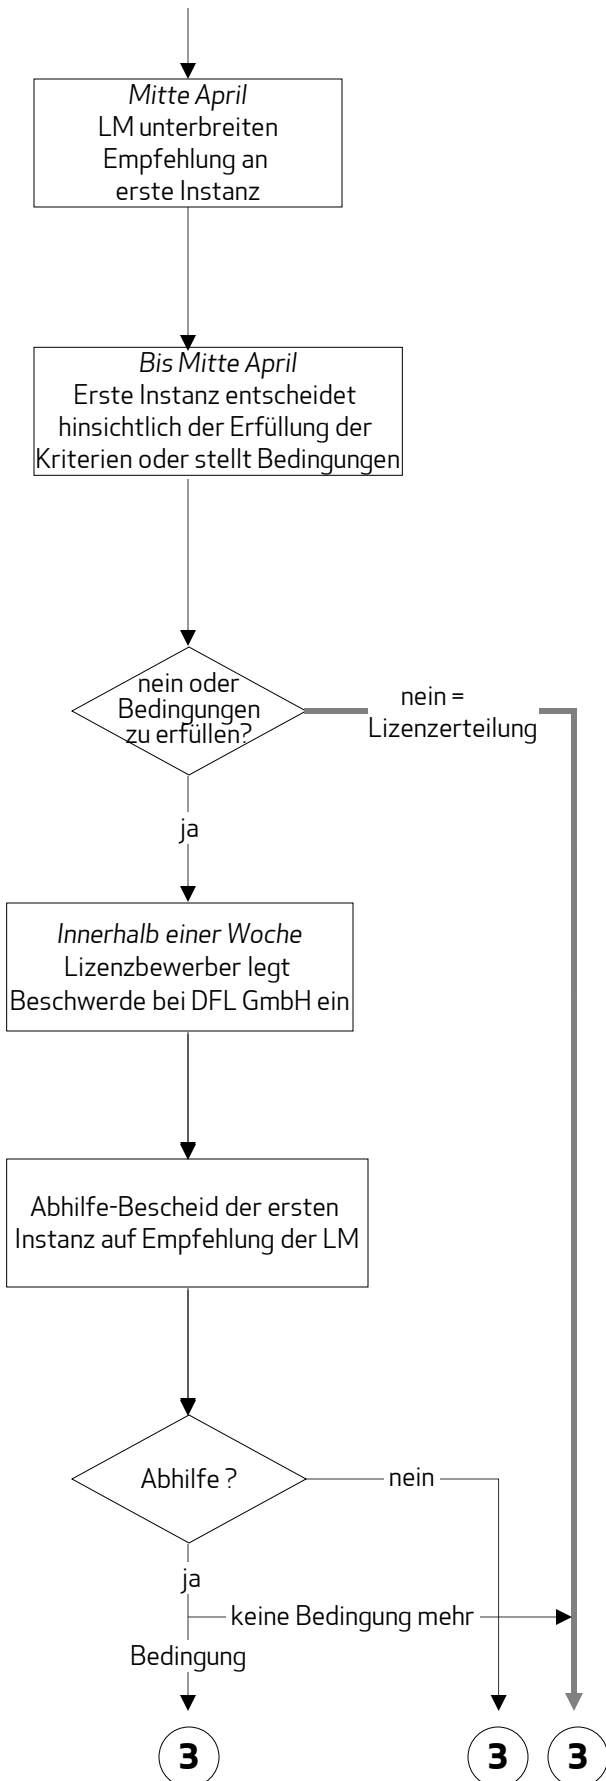 Mitte April
LM unterbreiten
Empfehlung an
erste Instanz
Bis Mitte April
Erste Instanz entscheidet
hinsichtlich der Erfüllung der
Kriterien oder stellt Bedingungen
nein oder
Bedingungen
zu erfüllen?
nein =
Lizenzerteilung
ja
Innerhalb einer Woche
Lizenzbewerber legt
Beschwerde bei DFL GmbH ein
Abhilfe-Bescheid der ersten
Instanz auf Empfehlung der LM
Abhilfe ?
nein
ja
keine Bedingung mehr
Bedingung
3
3
3